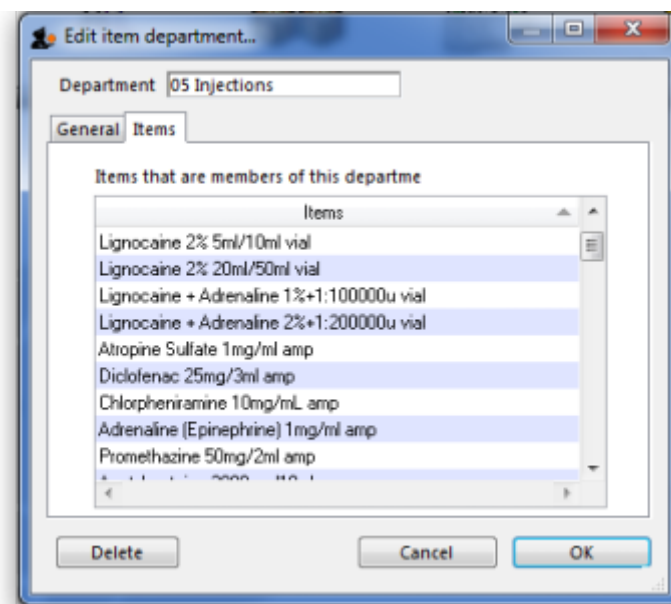 Edit item department...
Department 05 Injections
General Items
Items that are members of this departme
Items
Lignocaine 2% 5ml/10ml vial
Lignocaine 2% 20ml/50ml vial
Lignocaine + Adrenaline 1%+1:100000u vial
Lignocaine + Adrenaline 2%+1:200000u vial
Atropine Sulfate 1mg/ml amp
Diclofenac 25mg/3ml amp
Chlorpheniramine 10mg/mL amp
Adrenaline (Epinephrine) 1mg/ml amp
Promethazine 50mg/2ml amp
Delete Cancel OK